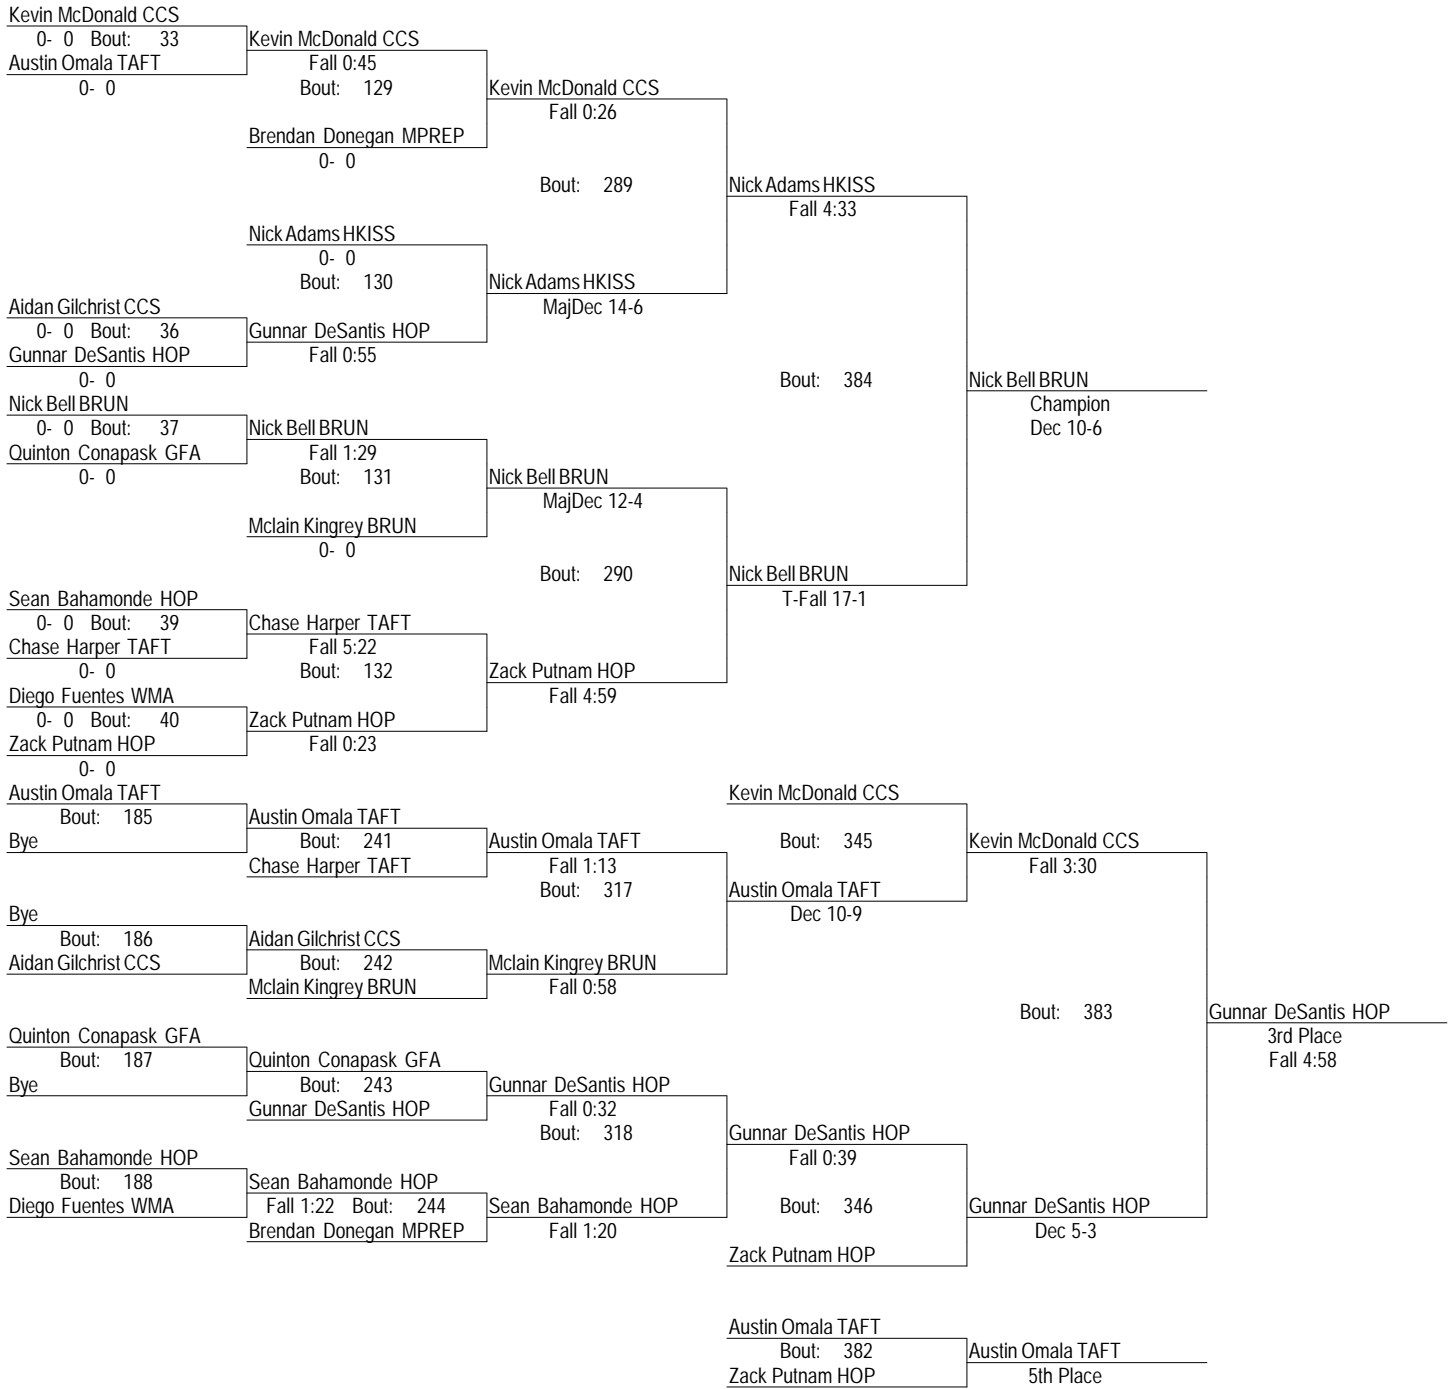 Kevin McDonald CCS
0- 0 Bout: 33 Kevin McDonald CCS
Austin Omala TAFT Fall 0:45
0- 0 Bout: 129 Kevin McDonald CCS
Fall 0:26
Brendan Donegan MPREP
0- 0
Bout: 289 Nick Adams HKISS
Fall 4:33
Nick Adams HKISS
0- 0
Bout: 130 Nick Adams HKISS
Aidan Gilchrist CCS MajDec 14-6
0- 0 Bout: 36 Gunnar DeSantis HOP
Gunnar DeSantis HOP Fall 0:55
0- 0 Bout: 384 Nick Bell BRUN
Nick Bell BRUN Champion
0- 0 Bout: 37 Nick Bell BRUN Dec 10-6
Quinton Conapask GFA Fall 1:29
0- 0 Bout: 131 Nick Bell BRUN
MajDec 12-4
Mclain Kingrey BRUN
0- 0
Bout: 290 Nick Bell BRUN
Sean Bahamonde HOP T-Fall 17-1
0- 0 Bout: 39 Chase Harper TAFT
Chase Harper TAFT Fall 5:22
0- 0 Bout: 132 Zack Putnam HOP
Diego Fuentes WMA Fall 4:59
0- 0 Bout: 40 Zack Putnam HOP
Zack Putnam HOP Fall 0:23
0- 0
Austin Omala TAFT Kevin McDonald CCS
Bout: 185 Austin Omala TAFT
Bye Bout: 241 Austin Omala TAFT Bout: 345 Kevin McDonald CCS
Chase Harper TAFT Fall 1:13 Fall 3:30
Bout: 317 Austin Omala TAFT
Bye Dec 10-9
Bout: 186 Aidan Gilchrist CCS
Aidan Gilchrist CCS Bout: 242 Mclain Kingrey BRUN
Mclain Kingrey BRUN Fall 0:58
Bout: 383 Gunnar DeSantis HOP
Quinton Conapask GFA 3rd Place
Bout: 187 Quinton Conapask GFA Fall 4:58
Bye Bout: 243 Gunnar DeSantis HOP
Gunnar DeSantis HOP Fall 0:32
Bout: 318 Gunnar DeSantis HOP
Sean Bahamonde HOP Fall 0:39
Bout: 188 Sean Bahamonde HOP
Diego Fuentes WMA Fall 1:22 Bout: 244 Sean Bahamonde HOP Bout: 346 Gunnar DeSantis HOP
Brendan Donegan MPREP Fall 1:20 Dec 5-3
Zack Putnam HOP
Austin Omala TAFT
Bout: 382 Austin Omala TAFT
Zack Putnam HOP 5th Place